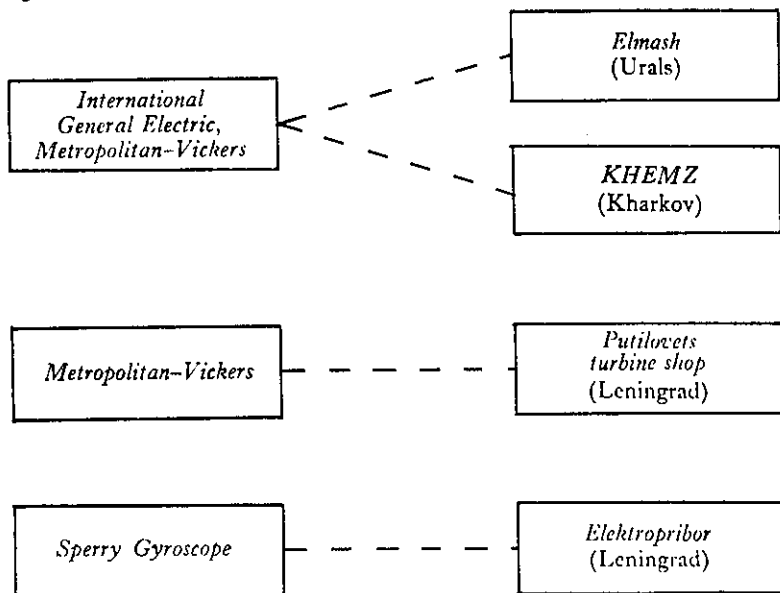 International
General Electric,
Metropolitan-Vickers
Elmash
(Urals)
KHEMZ
(Kharkov)
Metropolitan-Vickers
Putilovets
turbine shop
(Leningrad)
Sperry Gyroscope
Elektropribor
(Leningrad)